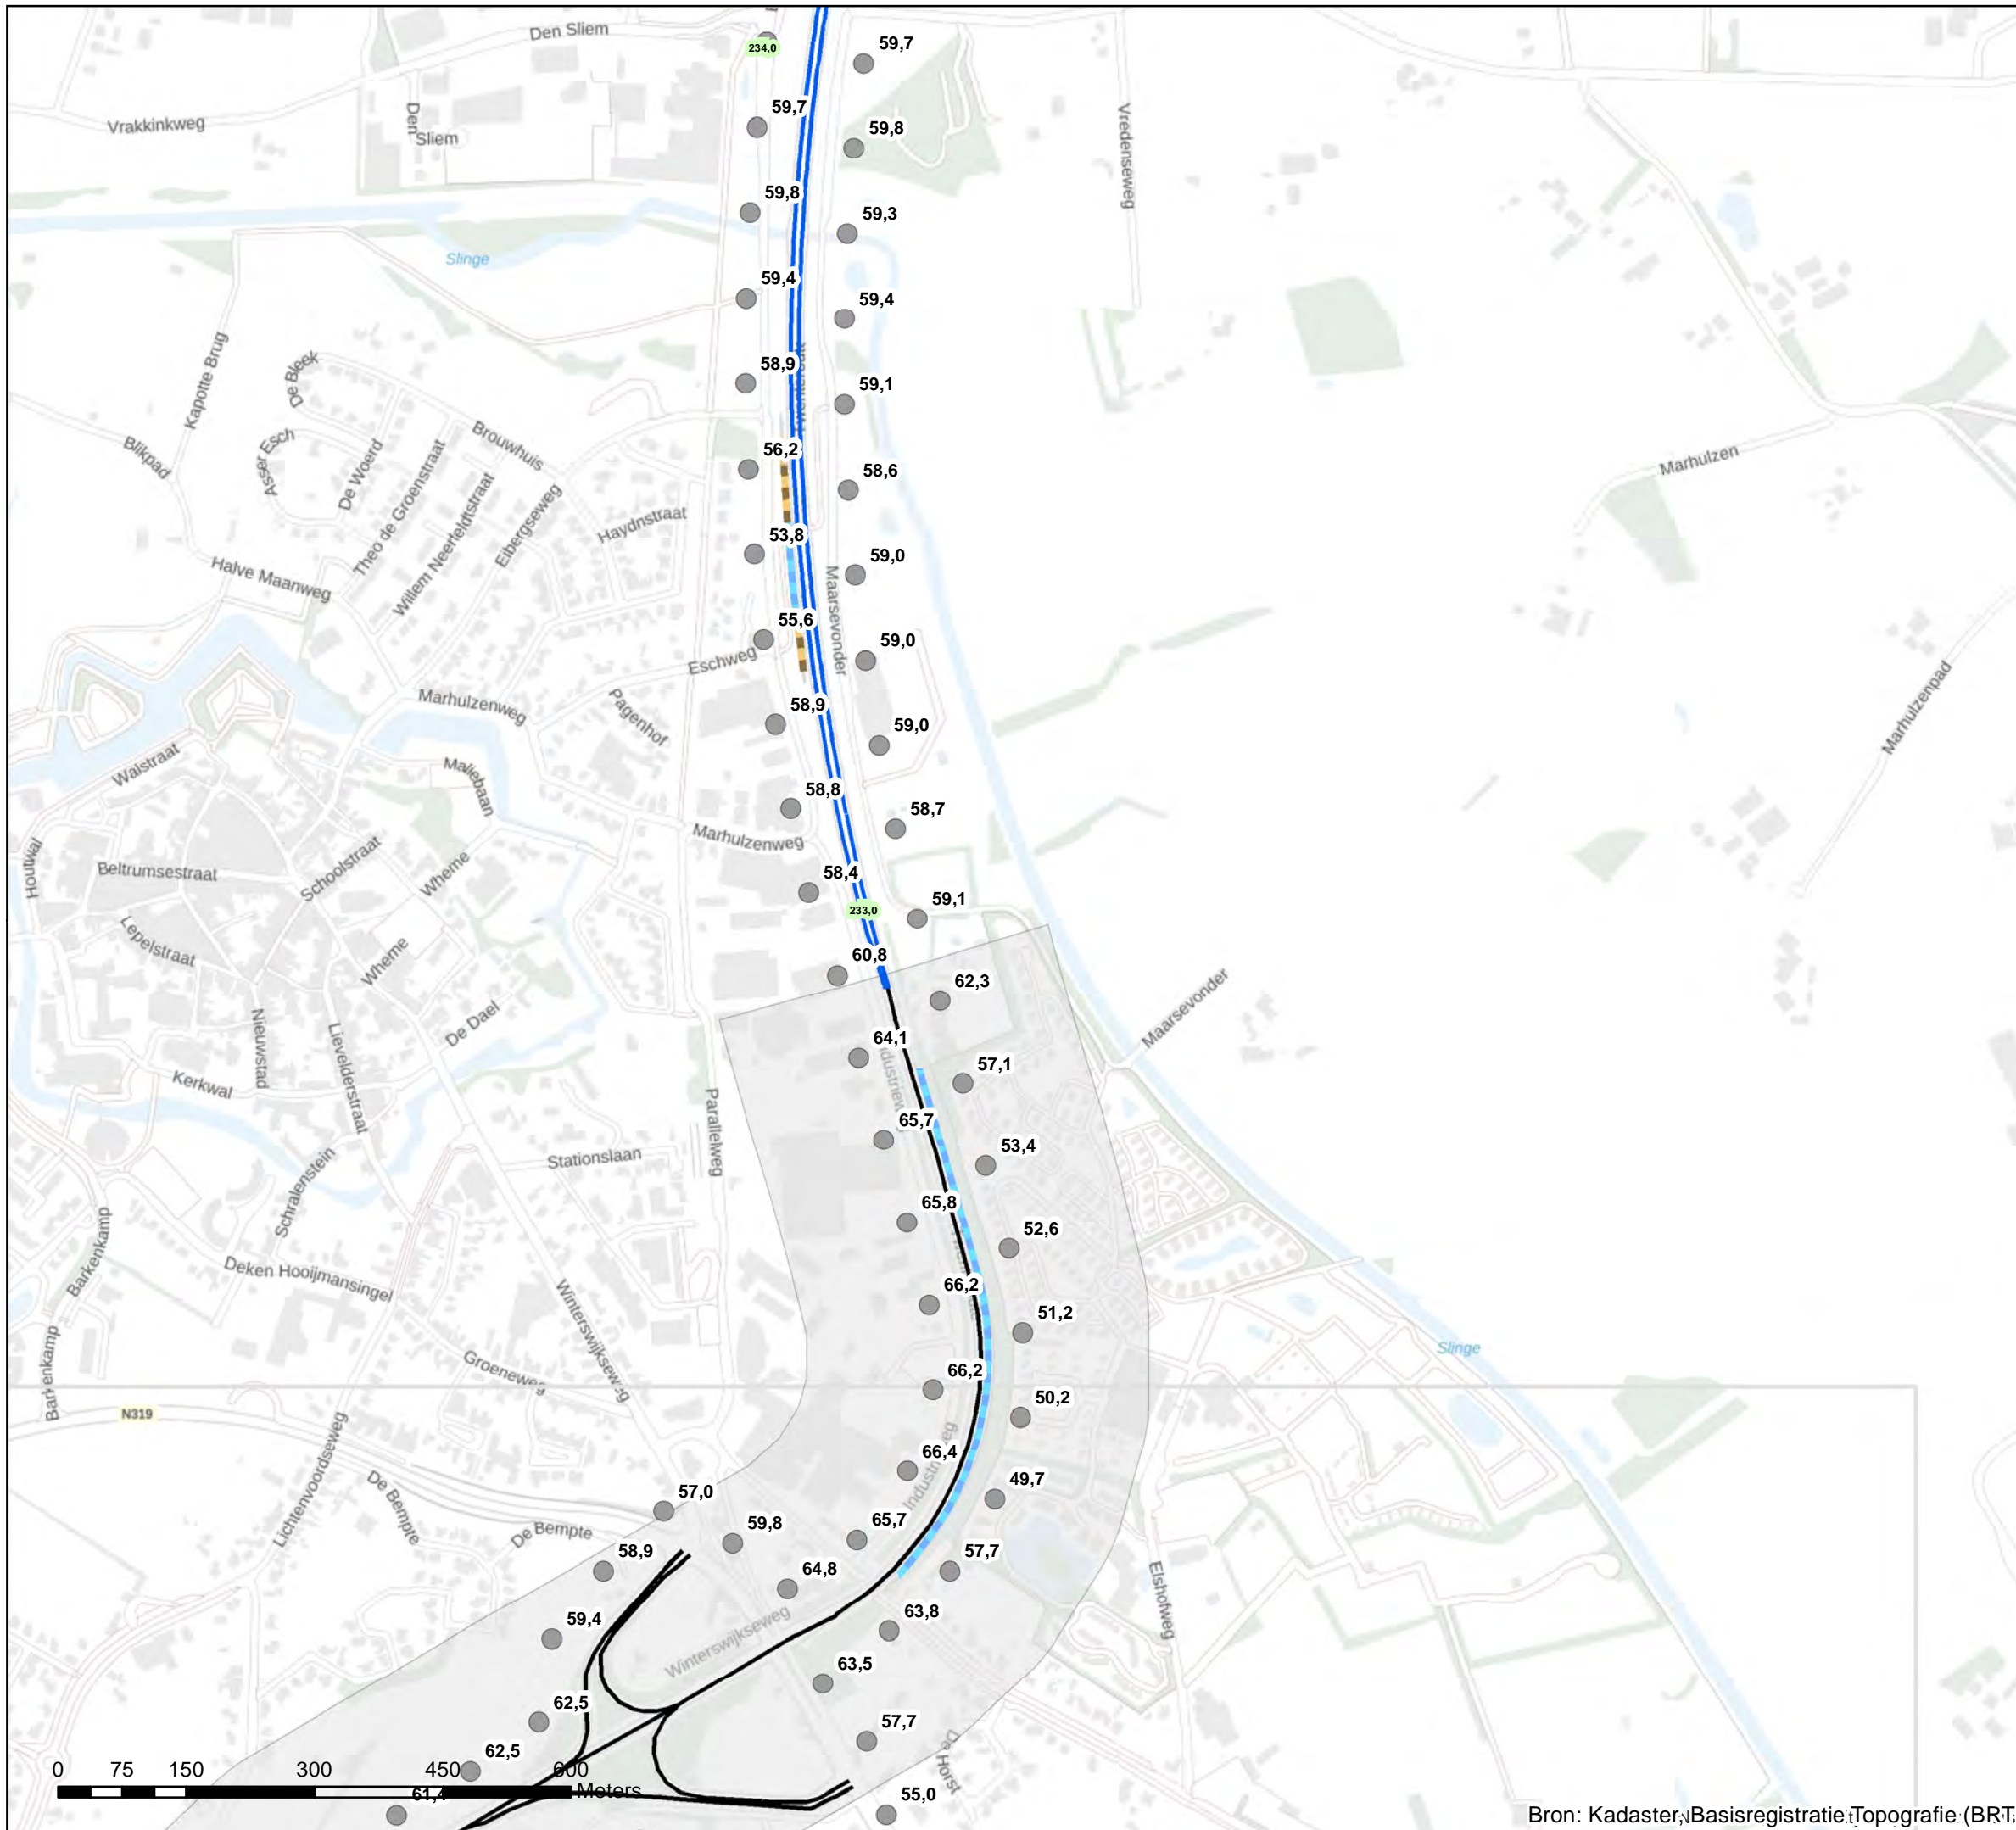 Den Sliem
234,0
59,7
59,7
Vrakkinkweg
Den
Sliem
59,8
Vredenseweg
59,8
59,3
Slinge
59,4
59,4
Kapotte Brug
De Bleek
58,9
59,1
Twenteroute
Blikpad
Asser Esch
De Woerd
Theo de Groenstraat
Brouwhuis
56,2
58,6
Marhulzen
Willem Neerfeldtstraat
Eibergseweg
Haydnstraat
53,8
59,0
Halve Maanweg
Maarsevonder
55,6
59,0
Eschweg
Marhulzenweg
Pagenhof
58,9
59,0
Marhulzenpad
Walstraat
Maliebaan
58,8
58,7
Marhulzenweg
Houtwal
Beltrumsestraat
Schoolstraat
Wheme
58,4
233,0
59,1
Lepelstraat
Wheme
60,8
62,3
Maarsevonder
Nieuwstad
De Dael
Lievelderstraat
64,1
57,1
Kerkwal
Parallelweg
65,7
53,4
Stationslaan
Schralenstein
65,8
52,6
Barkenkamp
Deken Hooijmansingel
66,2
51,2
Winterswijkseweg
Slinge
Barkenkamp
Groeneweg
66,2
50,2
N319
Lichtenvoordseweg
66,4
Industrieweg
49,7
De Bempte
57,0
De Bempte
59,8
65,7
58,9
64,8
57,7
Elshofweg
59,4
63,8
Winterswijkseweg
63,5
62,5
57,7
62,5
De Horst
0 75 150 300 450 600
Meters
61,4
55,0
Bron: Kadaster, Basisregistratie Topografie (BRT